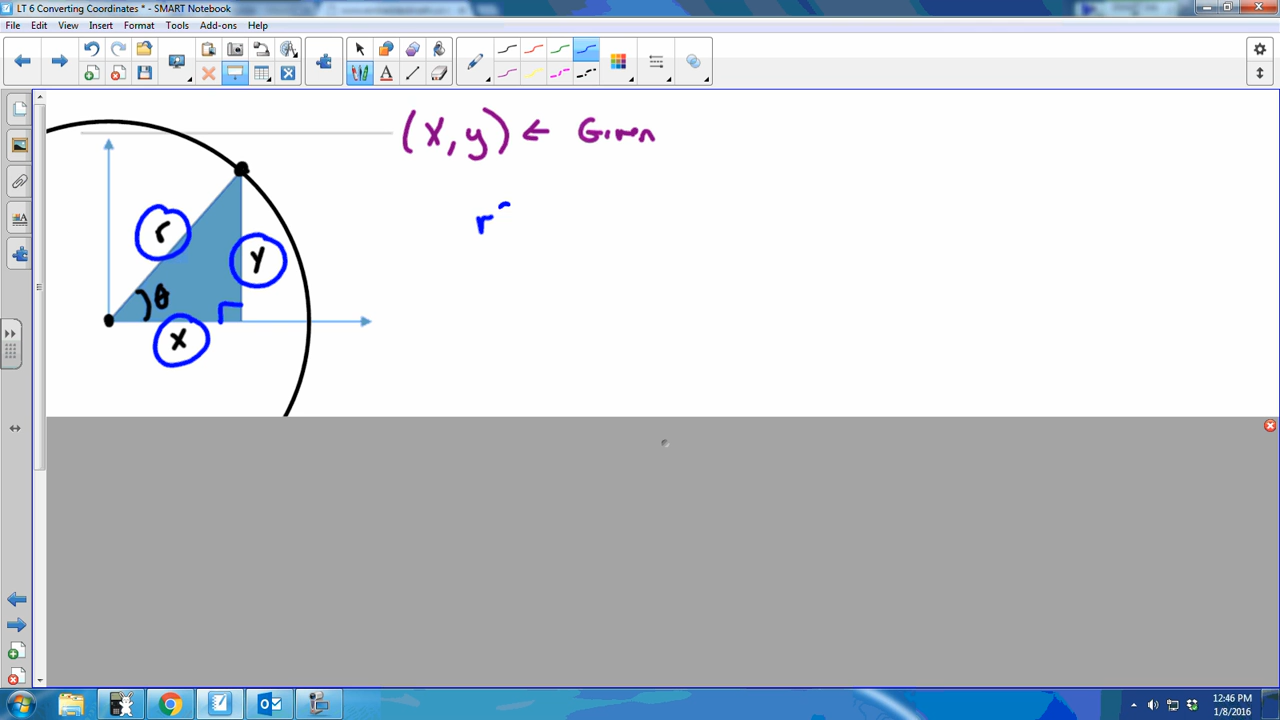 LT 6 Converting Coordinates * - SMART Notebook
File Edit View Insert Format Tools Add-ons Help
(x, y) ← Given
r
r
y
θ
x
12:46 PM
1/8/2016